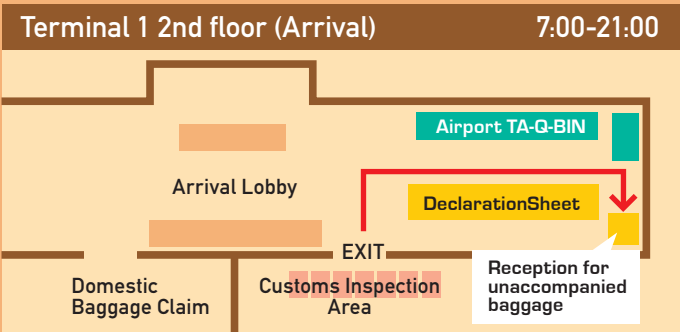 Terminal 1 2nd floor (Arrival) 7:00-21:00
Airport TA-Q-BIN
Arrival Lobby
DeclarationSheet
EXIT
Domestic
Baggage Claim
Customs Inspection
Area
Reception for
unaccompanied
baggage